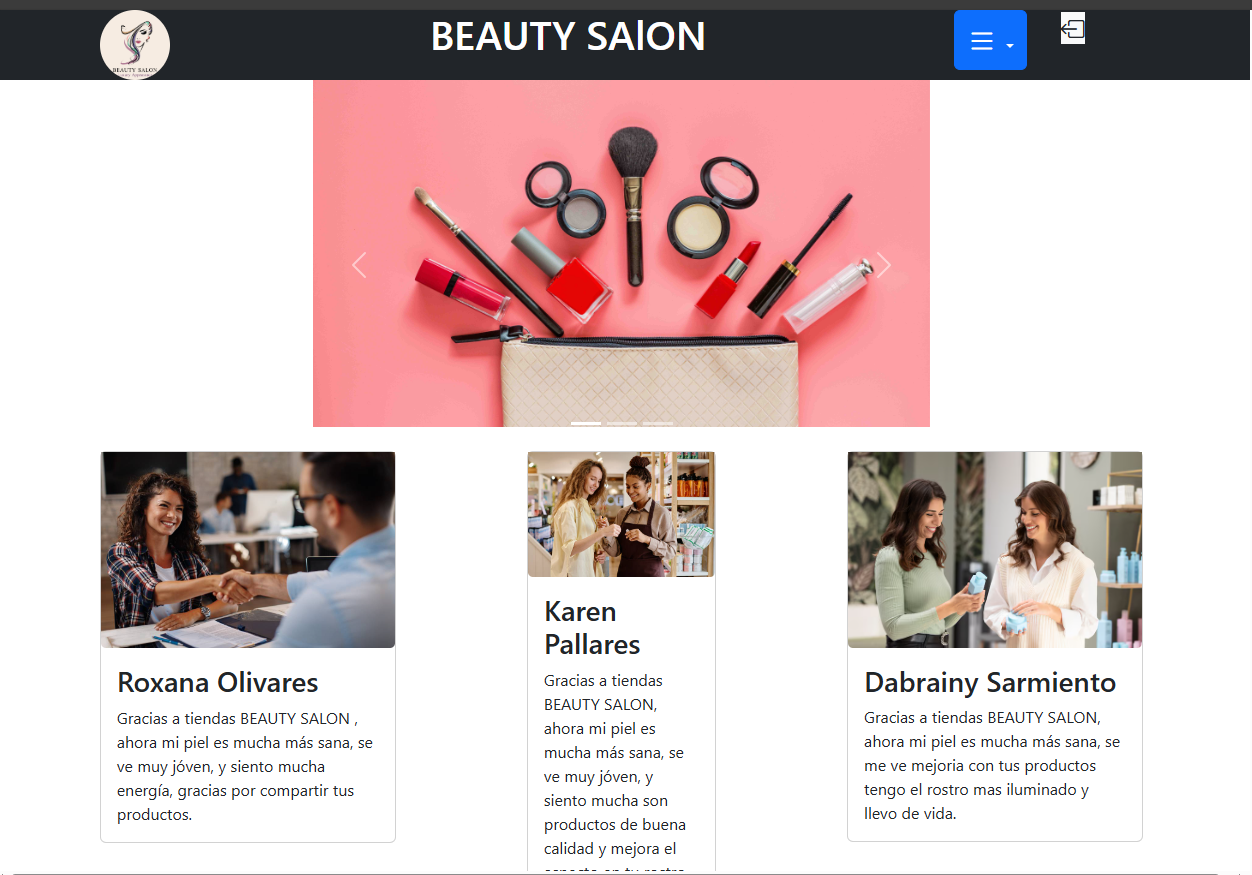 BEAUTY SAlON
BEAUTY SALON
Roxana Olivares
Gracias a tiendas BEAUTY SALON ,
ahora mi piel es mucha más sana, se
ve muy jóven, y siento mucha
energía, gracias por compartir tus
productos.
Karen
Pallares
Gracias a tiendas
BEAUTY SALON,
ahora mi piel es
mucha más sana, se
ve muy jóven, y
siento mucha son
productos de buena
calidad y mejora el
Dabrainy Sarmiento
Gracias a tiendas BEAUTY SALON,
ahora mi piel es mucha más sana, se
me ve mejoria con tus productos
tengo el rostro mas iluminado y
llevo de vida.